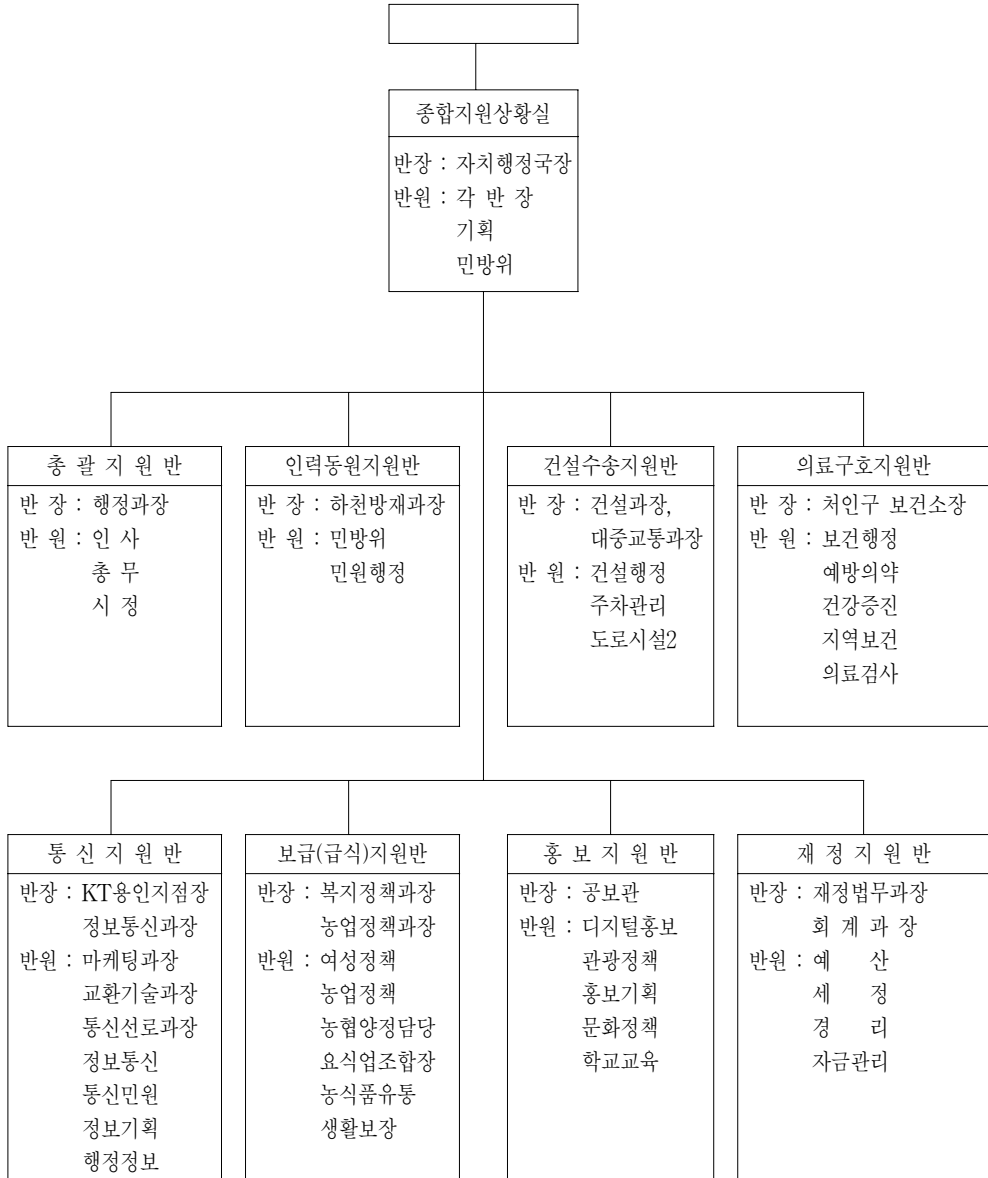 종합지원상황실
반장 : 자치행정국장
반원 : 각 반 장
기획
민방위
총 괄 지 원 반
반 장 : 행정과장
반 원 : 인 사
총 무
시 정
인력동원지원반
반 장 : 하천방재과장
반 원 : 민방위
민원행정
건설수송지원반
반 장 : 건설과장,
대중교통과장
반 원 : 건설행정
주차관리
도로시설2
의료구호지원반
반 장 : 처인구 보건소장
반 원 : 보건행정
예방의약
건강증진
지역보건
의료검사
통 신 지 원 반
반장 : KT용인지점장
정보통신과장
반원 : 마케팅과장
교환기술과장
통신선로과장
정보통신
통신민원
정보기획
행정정보
보급(급식)지원반
반장 : 복지정책과장
농업정책과장
반원 : 여성정책
농업정책
농협양정담당
요식업조합장
농식품유통
생활보장
홍 보 지 원 반
반장 : 공보관
반원 : 디지털홍보
관광정책
홍보기획
문화정책
학교교육
재 정 지 원 반
반장 : 재정법무과장
회 계 과 장
반원 : 예 산
세 정
경 리
자금관리